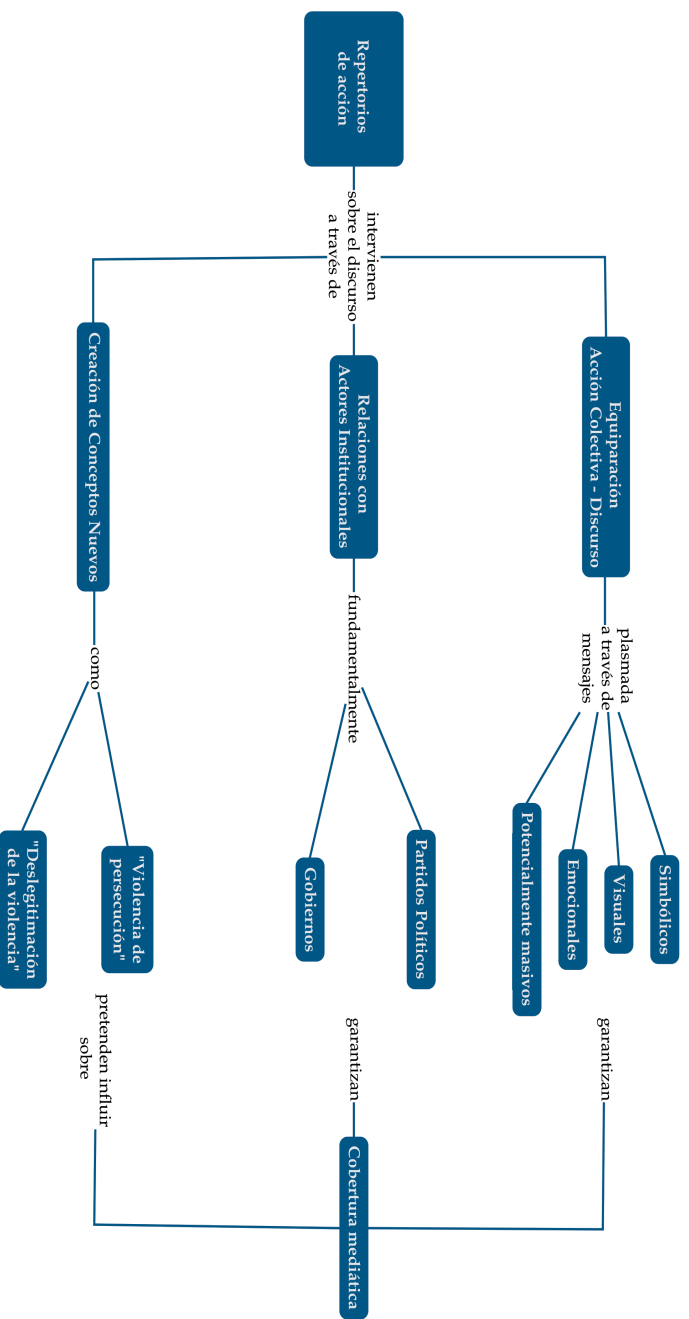 Repertorios
de acción
intervienen
sobre el discurso
a través de
Equiparación
Acción Colectiva - Discurso
plasmada
a través de
mensajes
Simbólicos
Visuales
Emocionales
Potencialmente masivos
garantizan
Relaciones con
Actores Institucionales
fundamentalmente
Partidos Políticos
Gobiernos
garantizan
Cobertura mediática
Creación de Conceptos Nuevos
como
"Violencia de
persecución"
"Deslegitimación
de la violencia"
pretenden influir
sobre